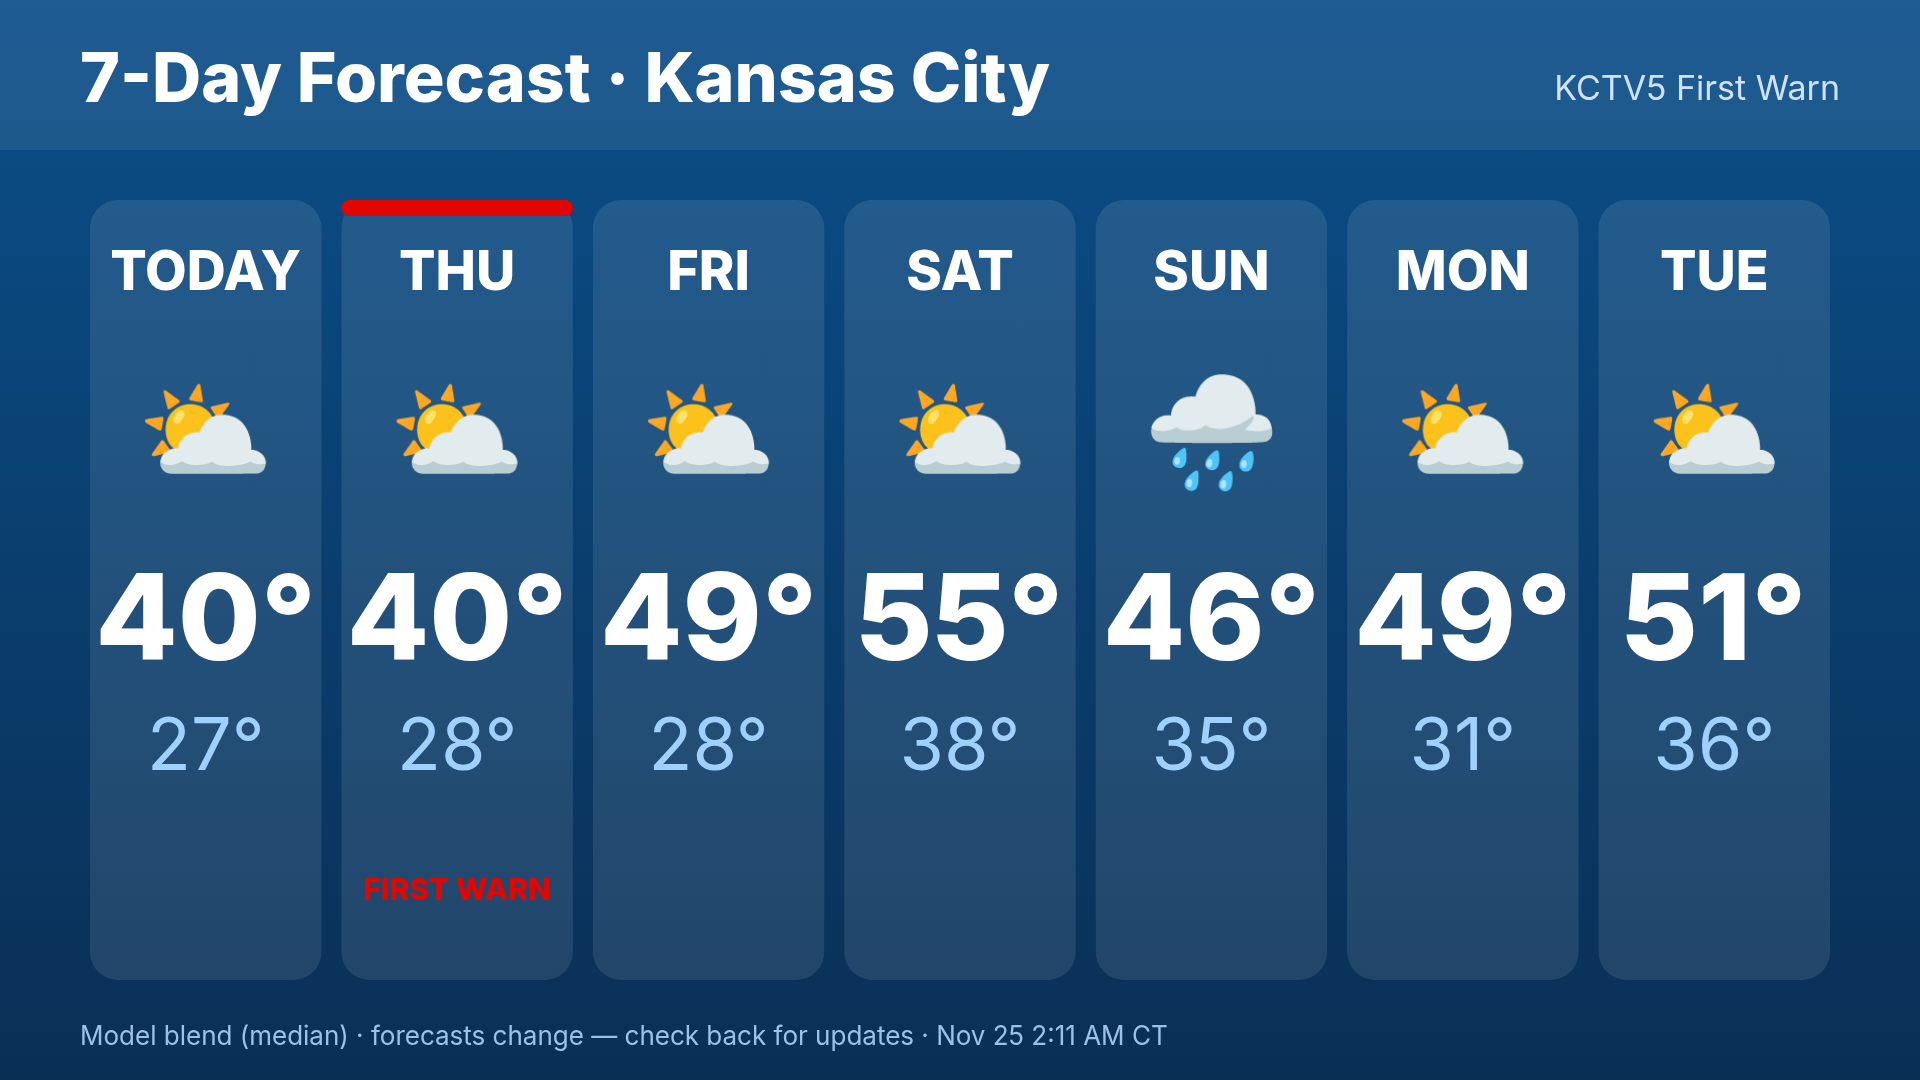 7-Day Forecast · Kansas City
KCTV5 First Warn
TODAY THU FRI SAT SUN MON TUE
40° 40° 49° 55° 46° 49° 51°
27° 28° 28° 38° 35° 31° 36°
FIRST WARN
Model blend (median) · forecasts change — check back for updates · Nov 25 2:11 AM CT